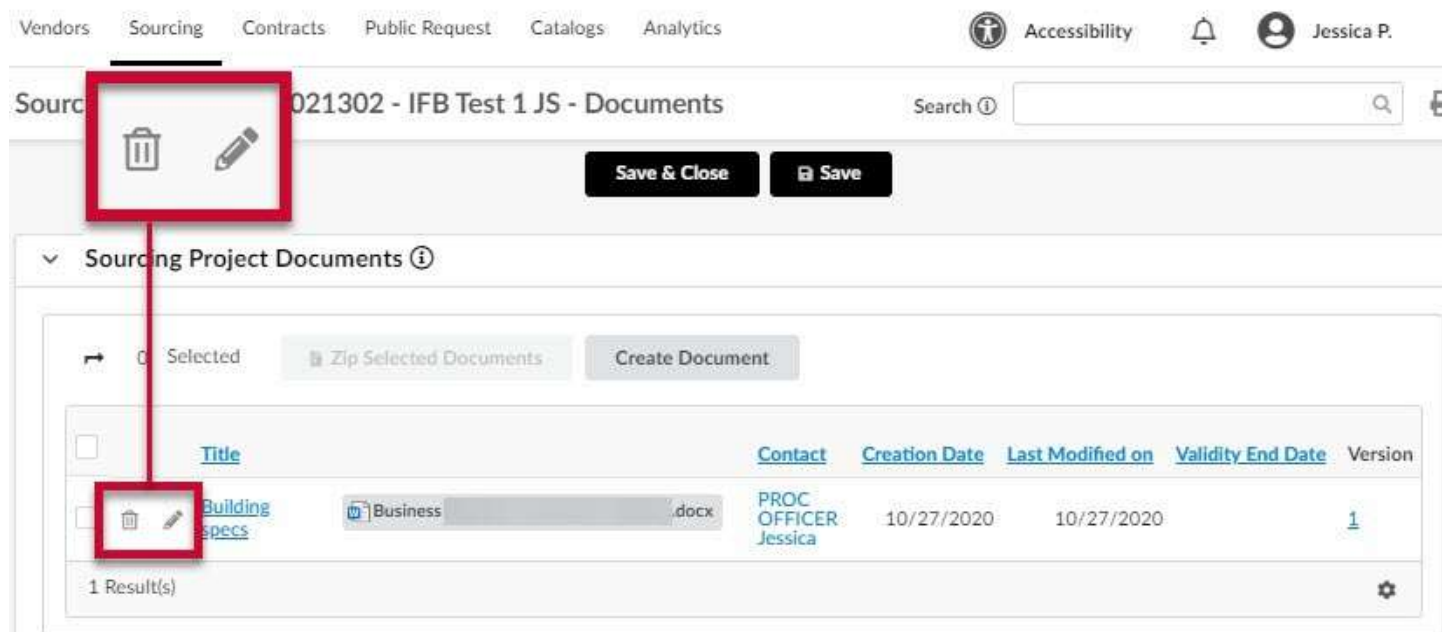 Vendors Sourcing Contracts Public Request Catalogs Analytics Accessibility Jessica P.
021302 - IFB Test 1 JS - Documents Search
Save & Close Save
Sourcing Project Documents
Selected Zip Selected Documents Create Document
Title Contact Creation Date Last Modified on Validity End Date Version
Building specs Business .docx PROC OFFICER Jessica 10/27/2020 10/27/2020 1
1 Result(s)